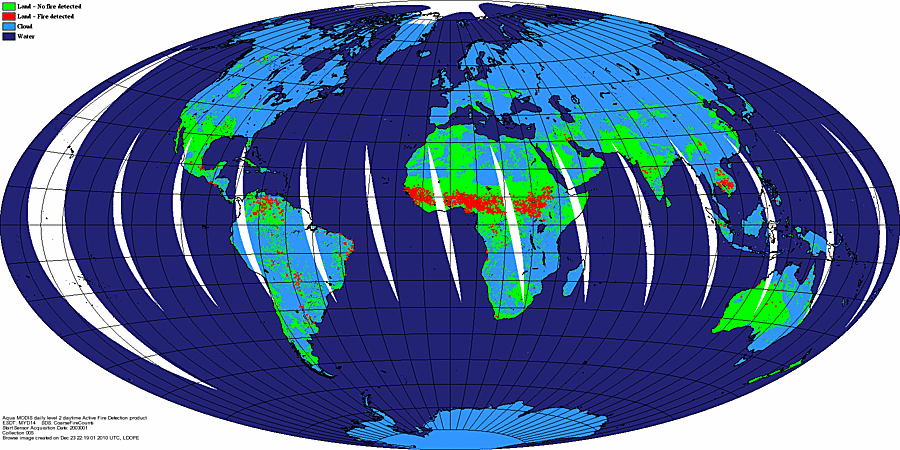 Land - No fire detected
Land - Fire detected
Cloud
Water
Aqua MODIS daily level 2 daytime Active Fire Detection product
ESDT: MYD14 SDS: CoarseFireCounts
Start Sensor Acquisition Date: 2003001
Collection 005
Browse image created on Dec 23 22:19:01 2010 UTC, LDOPE